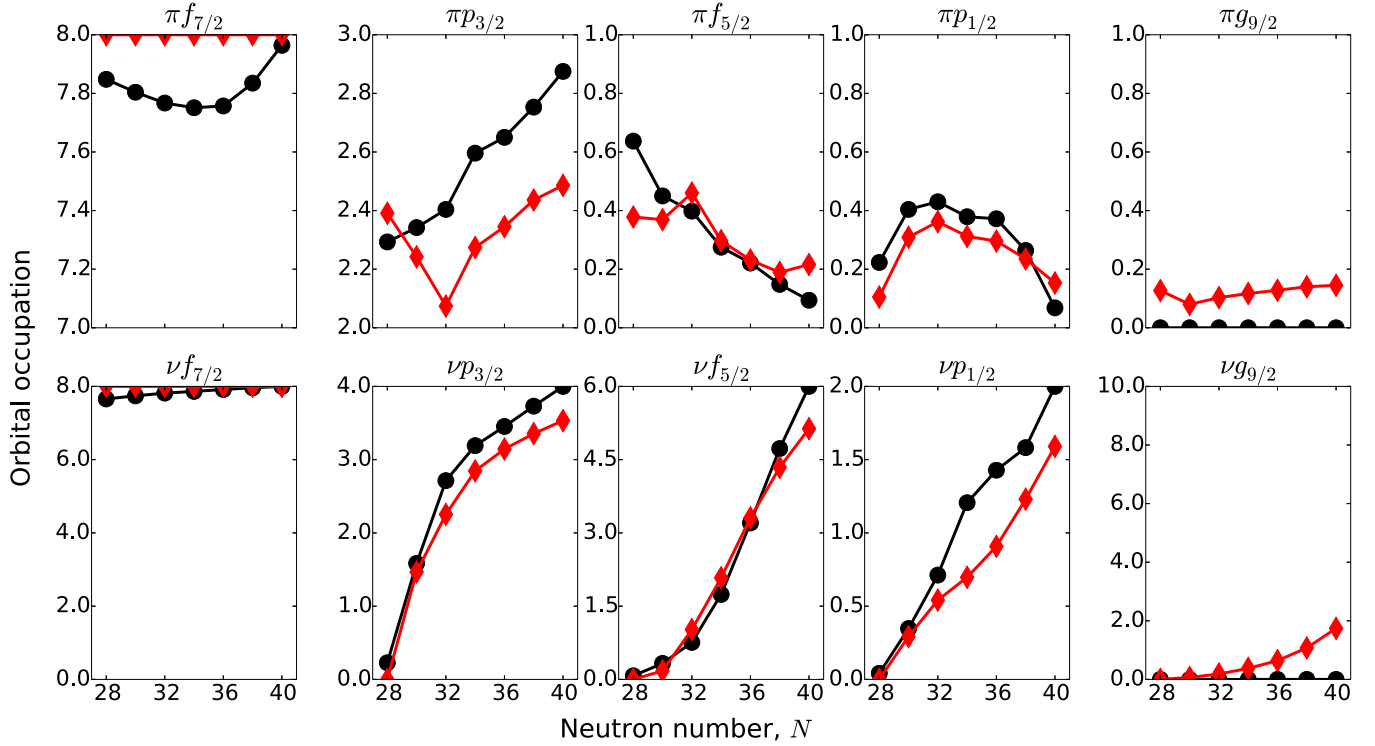 πf7/2 πp3/2 πf5/2 πp1/2 πg9/2
8.0 3.0 1.0 1.0 1.0
7.8 2.8 0.8 0.8 0.8
7.6 2.6 0.6 0.6 0.6
7.4 2.4 0.4 0.4 0.4
7.2 2.2 0.2 0.2 0.2
7.0 2.0 0.0 0.0 0.0
Orbital occupation
νf7/2 νp3/2 νf5/2 νp1/2 νg9/2
8.0 4.0 6.0 2.0 10.0
8.0
6.0 3.0 4.5 1.5
6.0
4.0 2.0 3.0 1.0
4.0
2.0 1.0 1.5 0.5
2.0
0.0 0.0 0.0 0.0 0.0
28 32 36 40 28 32 36 40 28 32 36 40 28 32 36 40 28 32 36 40
Neutron number, N